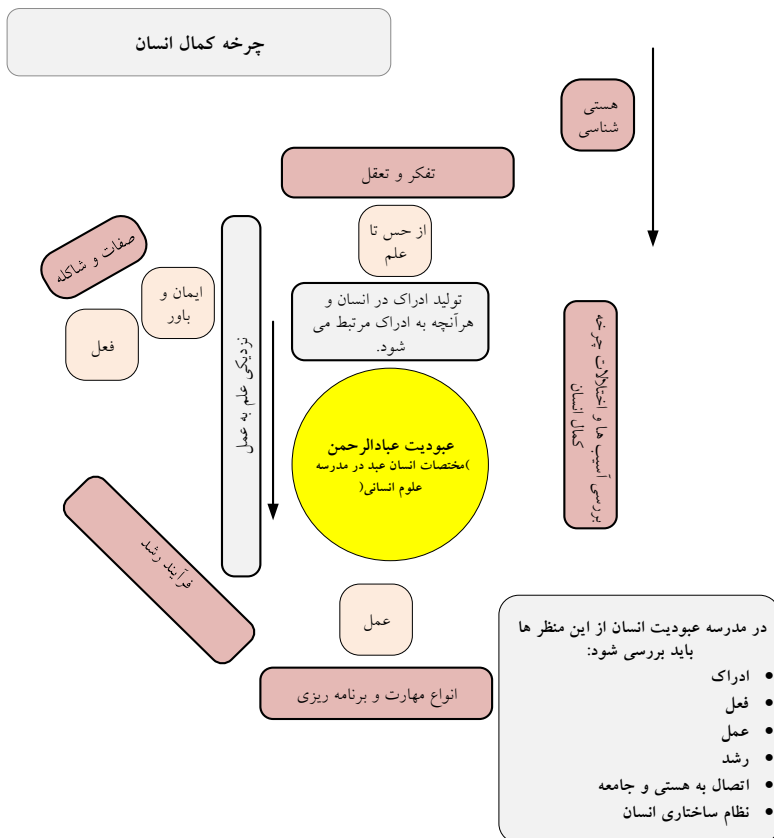 چرخه کمال انسان
هستی
شناسی
تفکر و تعقل
از حس تا
علم
تولید ادراک در انسان و
هرآنچه به ادراک مرتبط می
شود.
صفات و شاکله
ایمان و
باور
فعل
نزدیکی علم به عمل
بررسی آسیب ها و اختلالات چرخه
کمال انسان
عبودیت عبادالرحمن
)مختصات انسان عبد در مدرسه
علوم انسانی(
فرآیند رشد
عمل
انواع مهارت و برنامه ریزی
در مدرسه عبودیت انسان از این منظر ها
باید بررسی شود:
• ادراک
• فعل
• عمل
• رشد
• اتصال به هستی و جامعه
• نظام ساختاری انسان